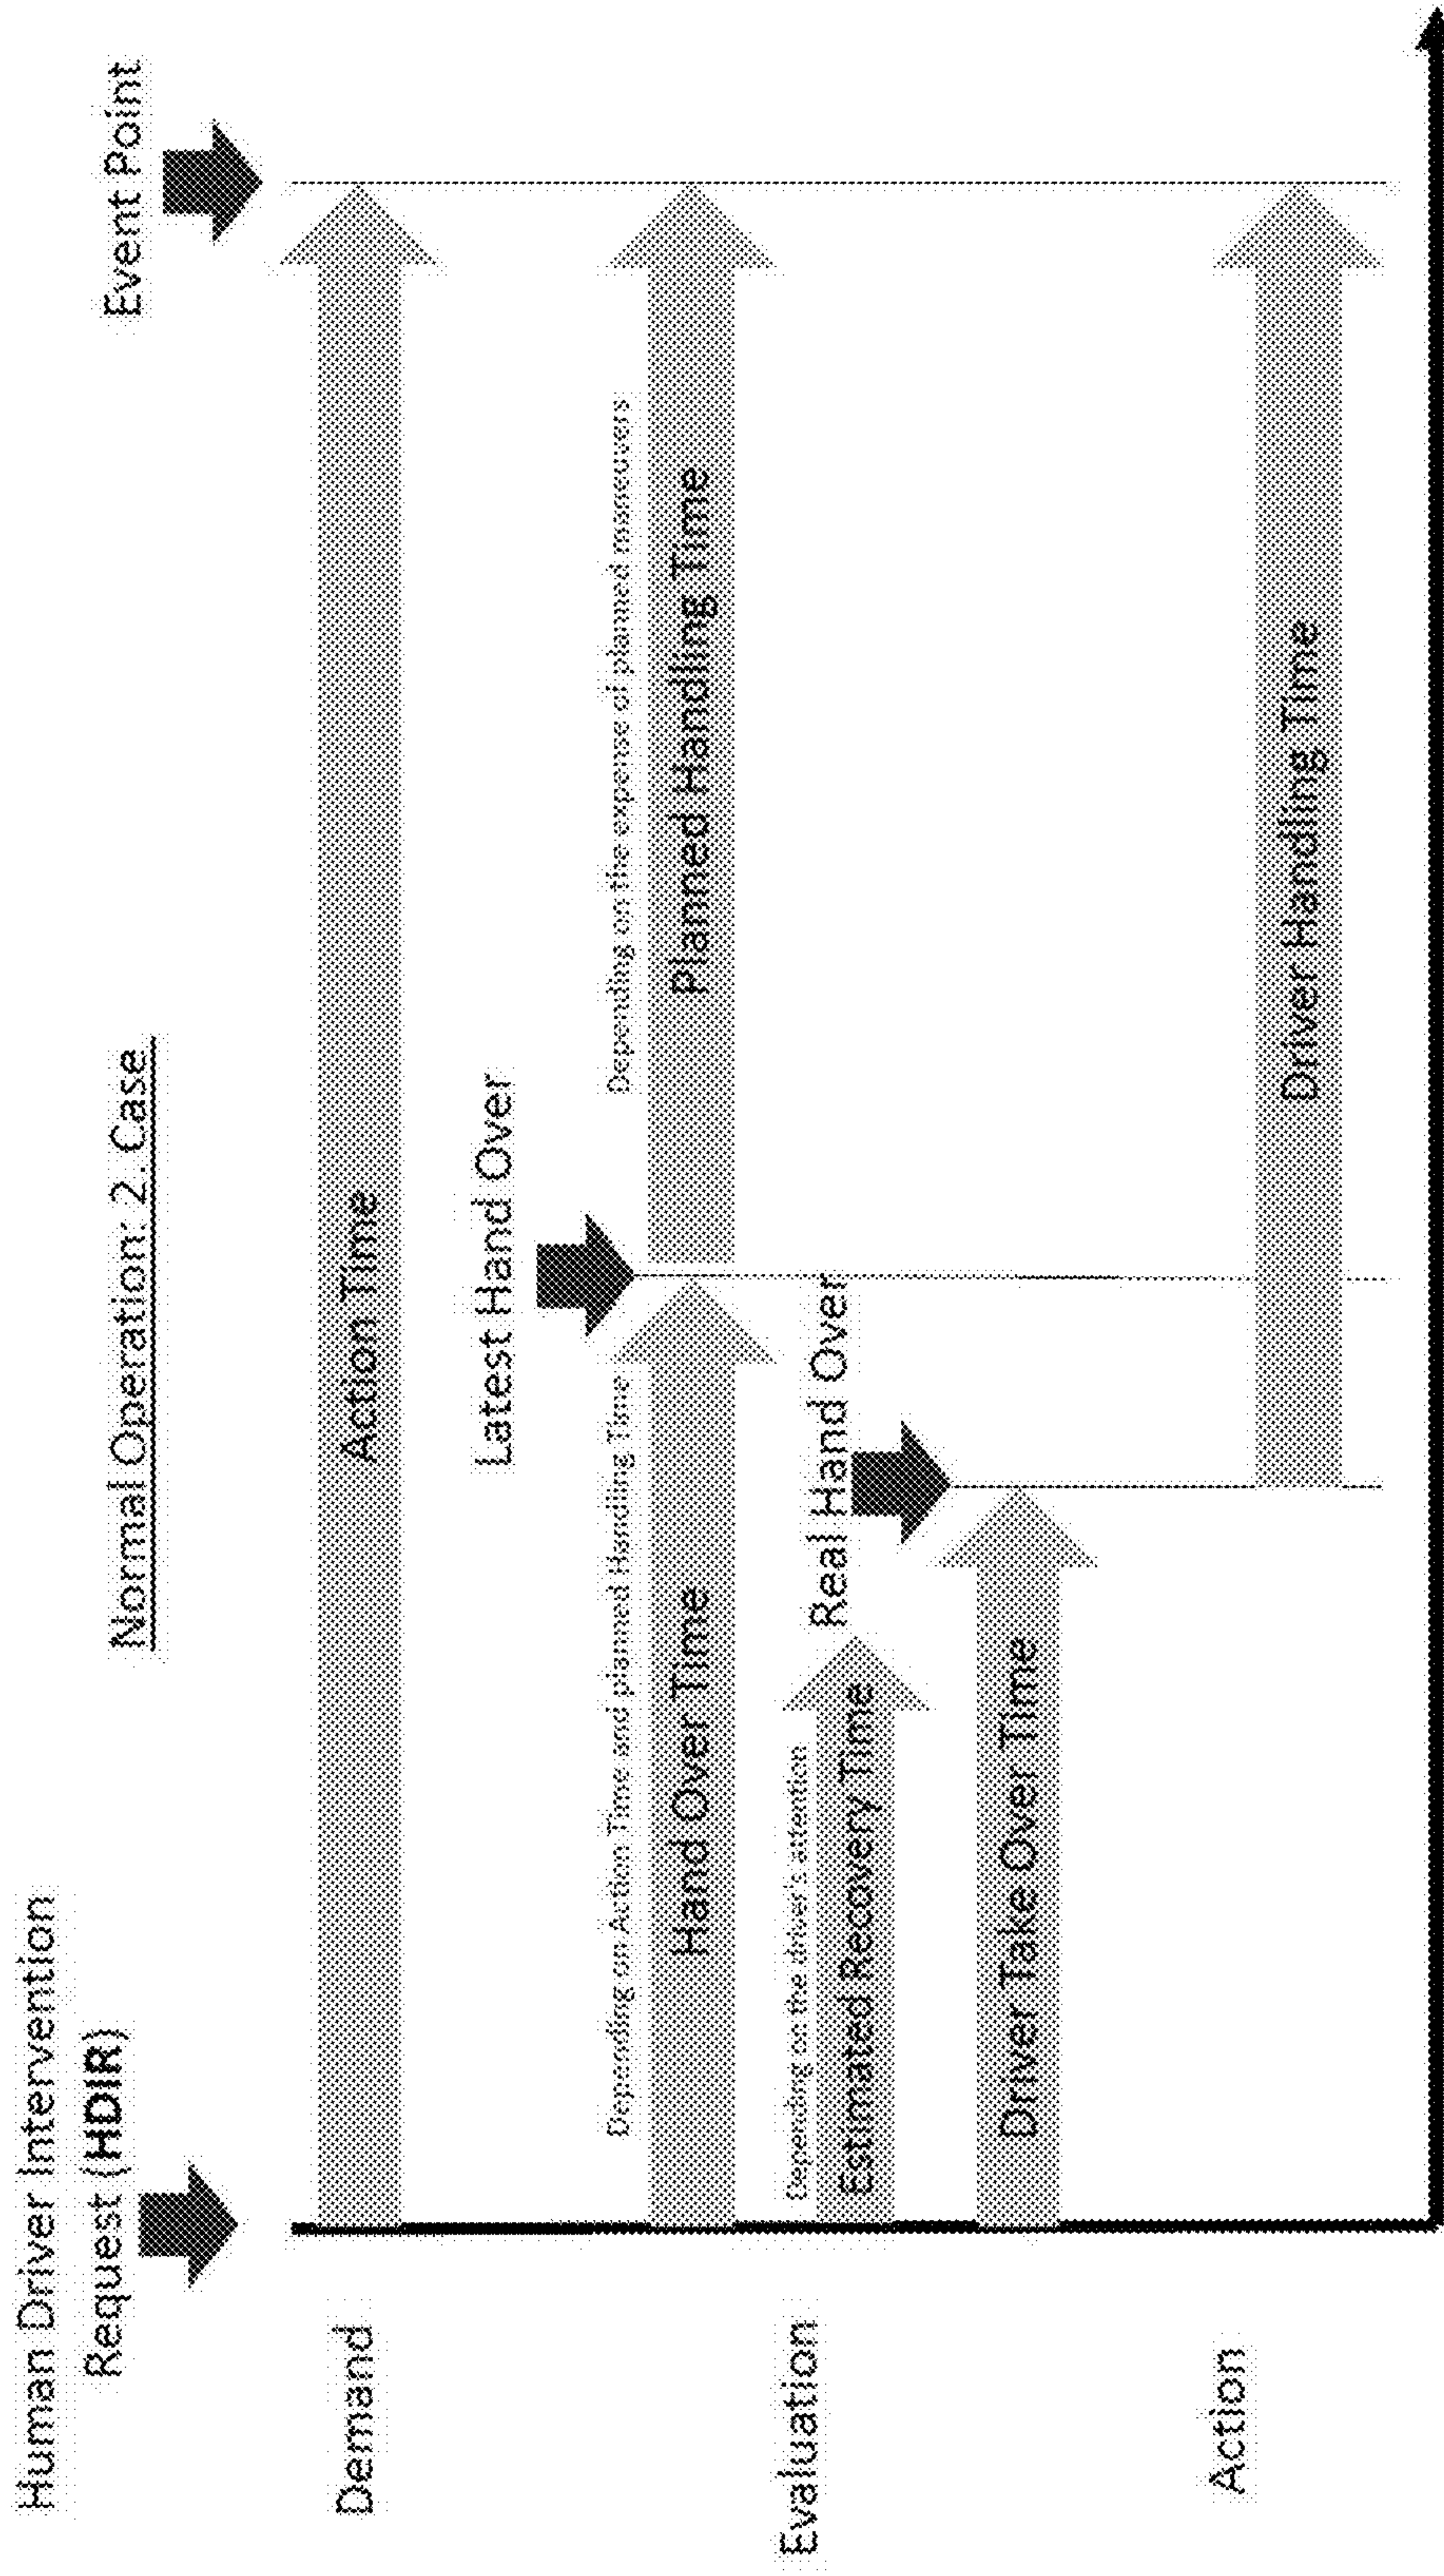 Normal Operation: 2. Case
Human Driver Intervention
Request (HDIR)
Event Point
Demand
Action Time
Latest Hand Over
Depending on Action Time and planned Handling Time
Depending on the expense of planned maneovers
Hand Over Time
Planned Handling Time
Evaluation
Depending on the driver's attention
Real Hand Over
Estimated Recovery Time
Driver Take Over Time
Action
Driver Handling Time